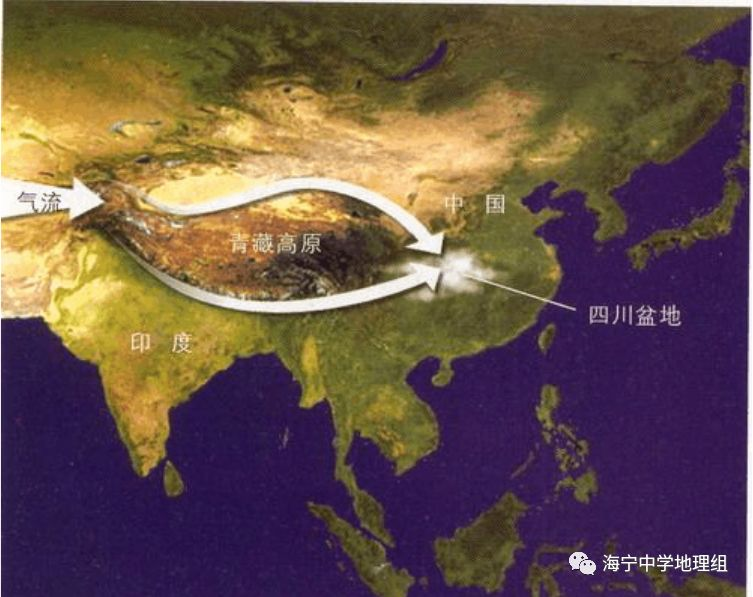 气流
中 国
青藏高原
四川盆地
印 度
海宁中学地理组